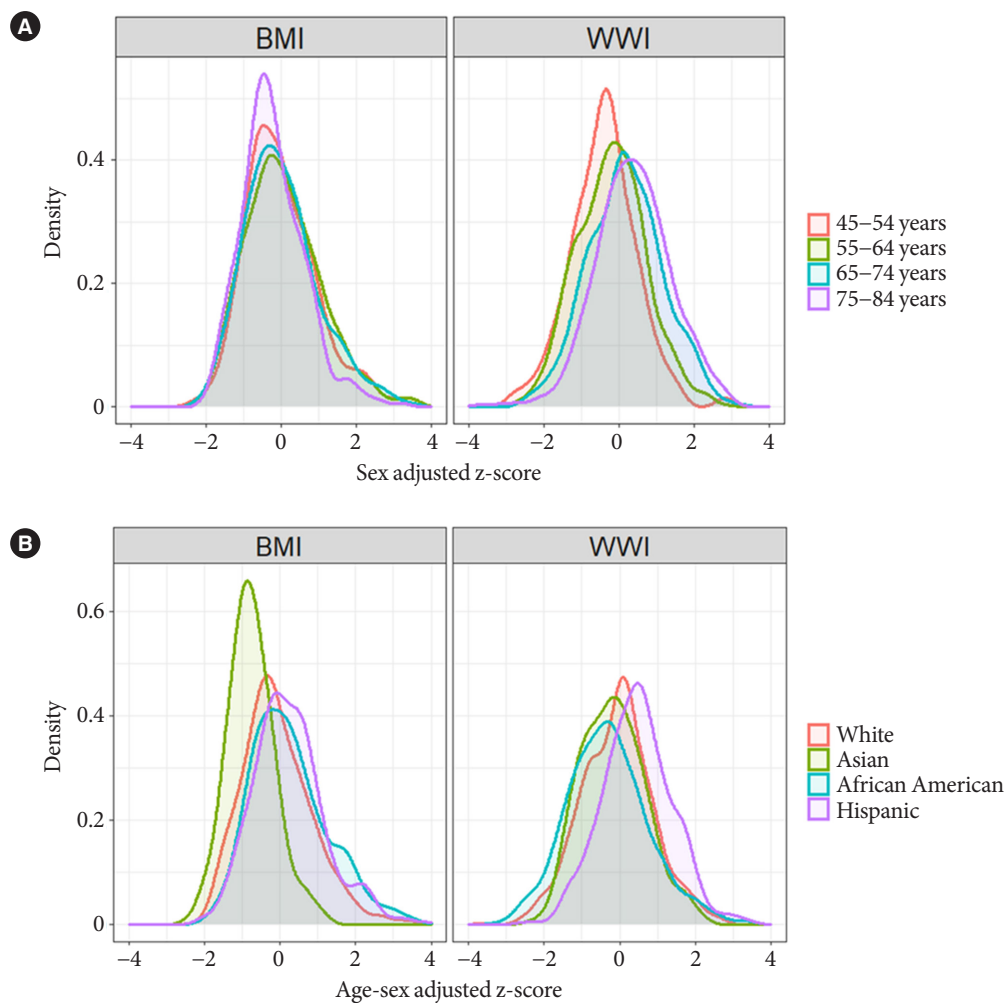 A
BMI
WWI
Density
0.4
0.2
0
−4
−2
0
2
4
−4
−2
0
2
4
Sex adjusted z-score
45−54 years
55−64 years
65−74 years
75−84 years
B
BMI
WWI
Density
0.6
0.4
0.2
0
−4
−2
0
2
4
−4
−2
0
2
4
Age-sex adjusted z-score
White
Asian
African American
Hispanic